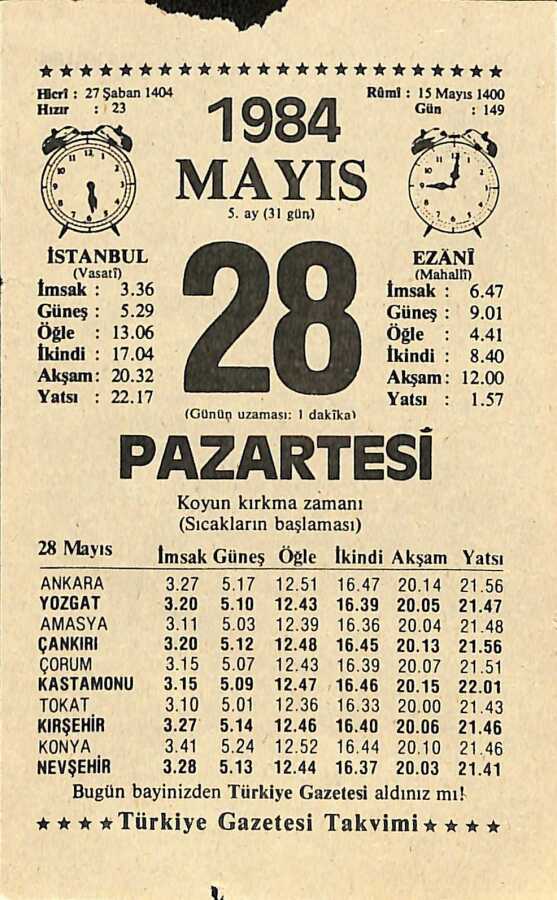 ★★★★★★★★★★★★★★★★★★★★★★★★★★★★
Hicrî : 27 Şaban 1404
Hızır : 23
Rûmî : 15 Mayıs 1400
Gün : 149
1984
MAYIS
5. ay (31 gün)
28
(Günün uzaması: 1 dakîka)
İSTANBUL
(Vasatî)
İmsak : 3.36
Güneş : 5.29
Öğle : 13.06
İkindi : 17.04
Akşam: 20.32
Yatsı : 22.17
EZÂNÎ
(Mahallî)
İmsak : 6.47
Güneş : 9.01
Öğle : 4.41
İkindi : 8.40
Akşam: 12.00
Yatsı : 1.57
PAZARTESİ
Koyun kırkma zamanı
(Sıcakların başlaması)
28 Mayıs İmsak Güneş Öğle İkindi Akşam Yatsı
ANKARA 3.27 5.17 12.51 16.47 20.14 21.56
YOZGAT 3.20 5.10 12.43 16.39 20.05 21.47
AMASYA 3.11 5.03 12.39 16.36 20.04 21.48
ÇANKIRI 3.20 5.12 12.48 16.45 20.13 21.56
ÇORUM 3.15 5.07 12.43 16.39 20.07 21.51
KASTAMONU 3.15 5.09 12.47 16.46 20.15 22.01
TOKAT 3.10 5.01 12.36 16.33 20.00 21.43
KIRŞEHİR 3.27 5.14 12.46 16.40 20.06 21.46
KONYA 3.41 5.24 12.52 16.44 20.10 21.46
NEVŞEHİR 3.28 5.13 12.44 16.37 20.03 21.41
Bugün bayinizden Türkiye Gazetesi aldınız mı!
★★★★Türkiye Gazetesi Takvimi★★★★